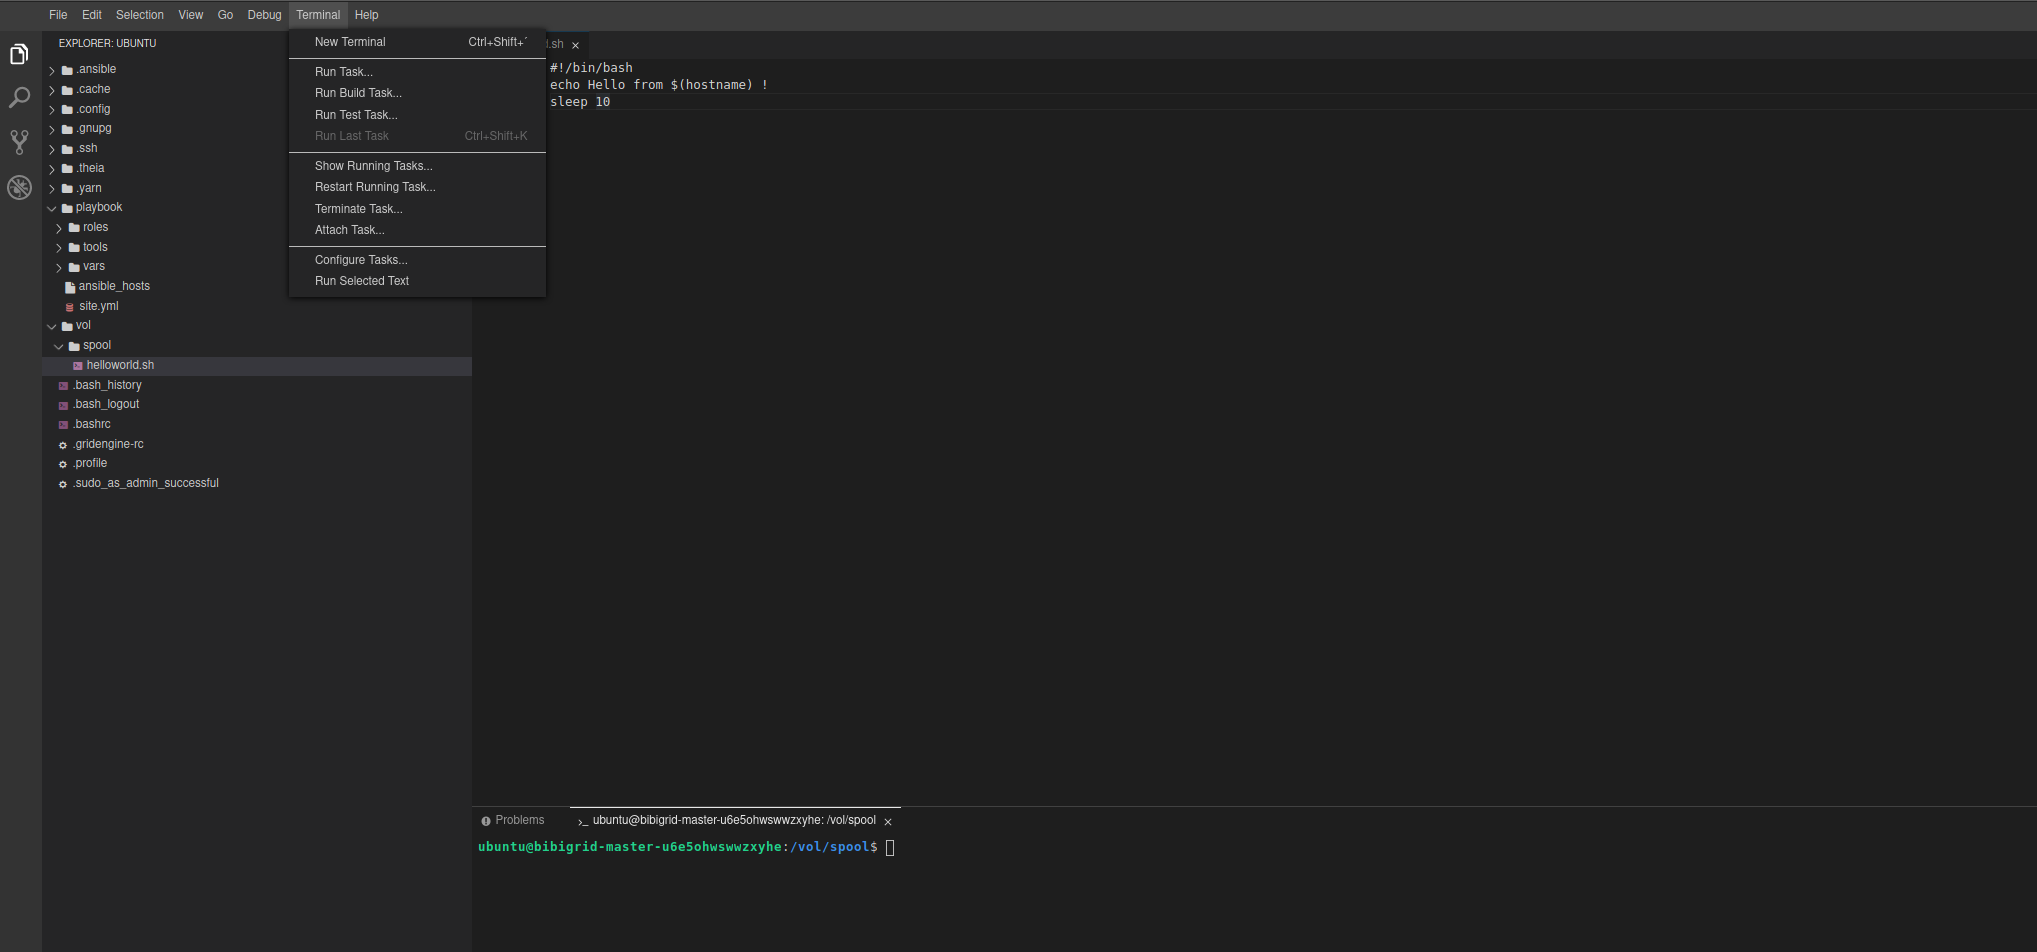 File Edit Selection View Go Debug Terminal Help
EXPLORER: UBUNTU
.ansible
.cache
.config
.gnupg
.ssh
.theia
.yarn
playbook
roles
tools
vars
ansible_hosts
site.yml
vol
spool
helloworld.sh
.bash_history
.bash_logout
.bashrc
.gridengine-rc
.profile
.sudo_as_admin_successful
New Terminal Ctrl+Shift+`
Run Task...
Run Build Task...
Run Test Task...
Run Last Task Ctrl+Shift+K
Show Running Tasks...
Restart Running Task...
Terminate Task...
Attach Task...
Configure Tasks...
Run Selected Text
.sh
#!/bin/bash
echo Hello from $(hostname) !
sleep 10
Problems
ubuntu@bibigrid-master-u6e5ohwswwzxyhe: /vol/spool
ubuntu@bibigrid-master-u6e5ohwswwzxyhe:/vol/spool$